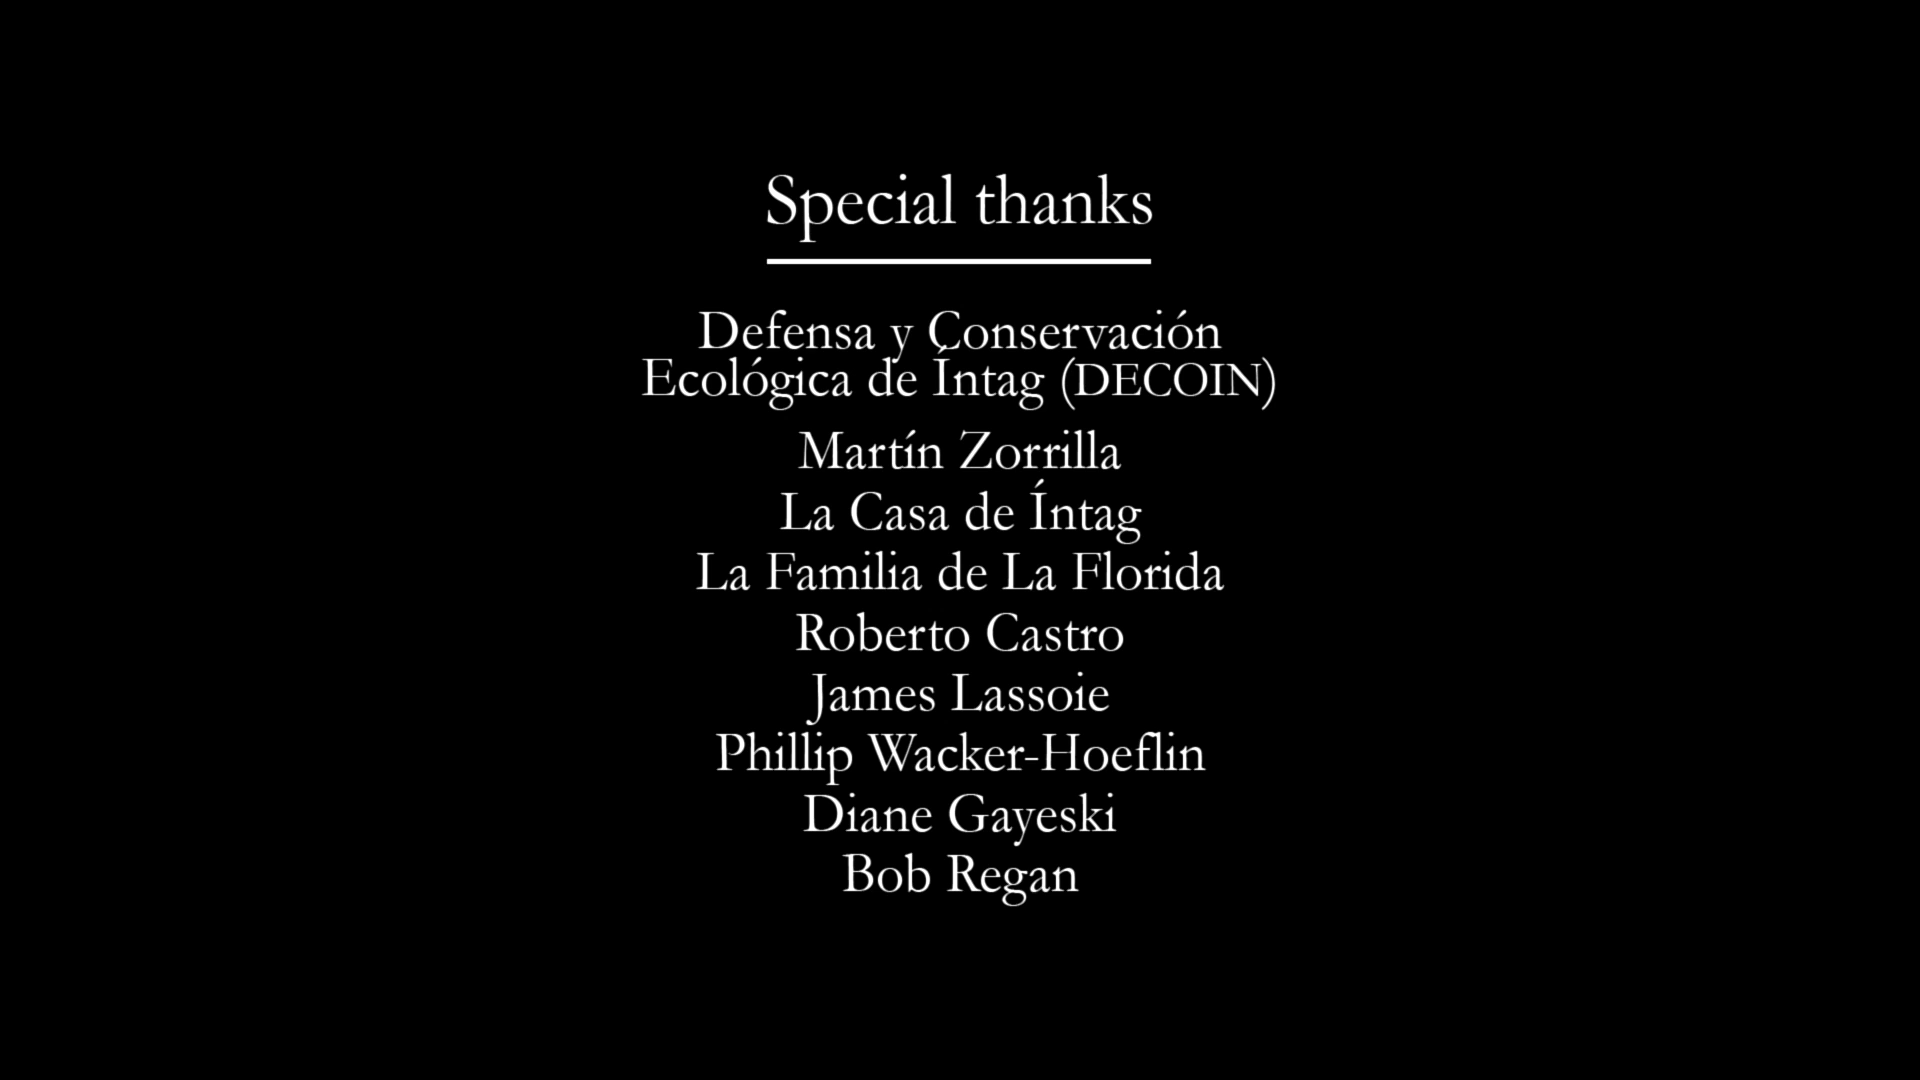 Special thanks
Defensa y Conservación
Ecológica de Íntag (DECOIN)
Martín Zorrilla
La Casa de Íntag
La Familia de La Florida
Roberto Castro
James Lassoie
Phillip Wacker-Hoeflin
Diane Gayeski
Bob Regan